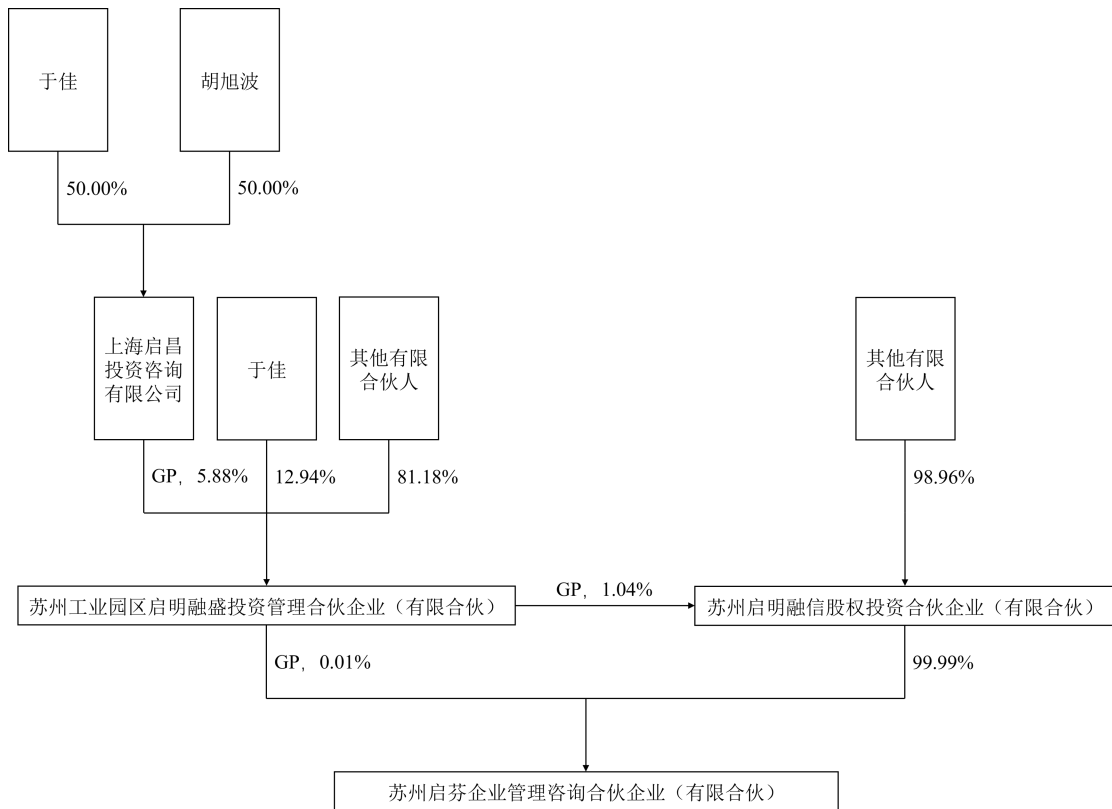 于佳
胡旭波
50.00%
50.00%
上海启昌
投资咨询
有限公司
于佳
其他有限
合伙人
其他有限
合伙人
GP，5.88%
12.94%
81.18%
98.96%
苏州工业园区启明融盛投资管理合伙企业（有限合伙）
GP，1.04%
苏州启明融信股权投资合伙企业（有限合伙）
GP，0.01%
99.99%
苏州启芬企业管理咨询合伙企业（有限合伙）